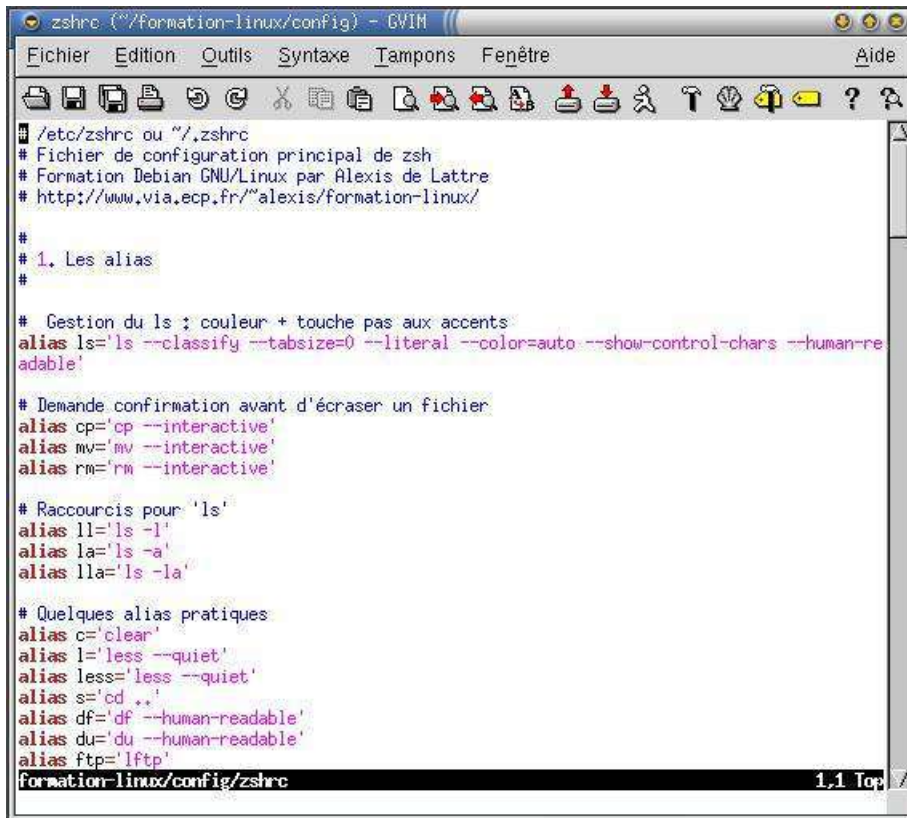 zshrc (~/formation-linux/config) - GVIM
Fichier Edition Outils Syntaxe Tampons Fenêtre Aide
# /etc/zshrc ou ~/.zshrc
# Fichier de configuration principal de zsh
# Formation Debian GNU/Linux par Alexis de Lattre
# http://www.via.ecp.fr/~alexis/formation-linux/
#
# 1. Les alias
#
#  Gestion du ls : couleur + touche pas aux accents
alias ls='ls --classify --tabsize=0 --literal --color=auto --show-control-chars --human-re
adable'
# Demande confirmation avant d'écraser un fichier
alias cp='cp --interactive'
alias mv='mv --interactive'
alias rm='rm --interactive'
# Raccourcis pour 'ls'
alias ll='ls -l'
alias la='ls -a'
alias lla='ls -la'
# Quelques alias pratiques
alias c='clear'
alias l='less --quiet'
alias less='less --quiet'
alias s='cd ..'
alias df='df --human-readable'
alias du='du --human-readable'
alias ftp='lftp'
formation-linux/config/zshrc 1,1 Top